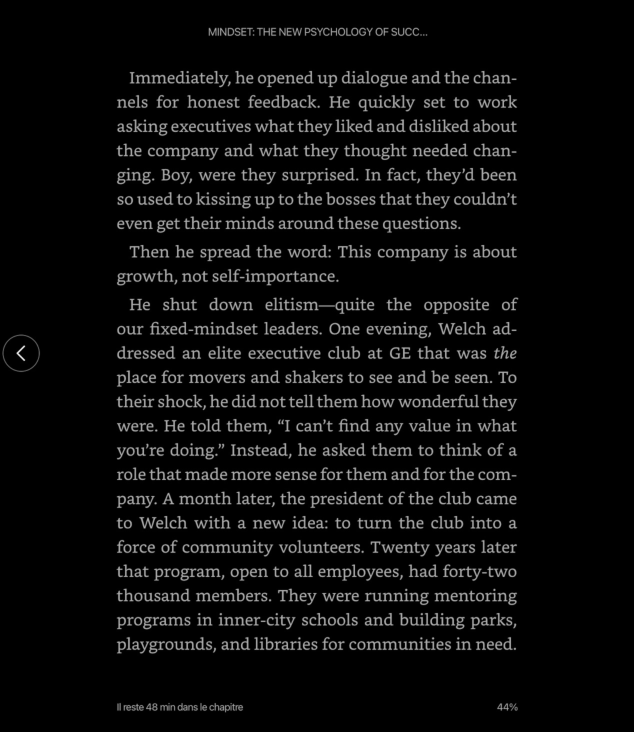 MINDSET: THE NEW PSYCHOLOGY OF SUCC...
Immediately, he opened up dialogue and the chan-
nels for honest feedback. He quickly set to work
asking executives what they liked and disliked about
the company and what they thought needed chan-
ging. Boy, were they surprised. In fact, they’d been
so used to kissing up to the bosses that they couldn’t
even get their minds around these questions.
Then he spread the word: This company is about
growth, not self-importance.
He shut down elitism—quite the opposite of
our fixed-mindset leaders. One evening, Welch ad-
dressed an elite executive club at GE that was the
place for movers and shakers to see and be seen. To
their shock, he did not tell them how wonderful they
were. He told them, “I can’t find any value in what
you’re doing.” Instead, he asked them to think of a
role that made more sense for them and for the com-
pany. A month later, the president of the club came
to Welch with a new idea: to turn the club into a
force of community volunteers. Twenty years later
that program, open to all employees, had forty-two
thousand members. They were running mentoring
programs in inner-city schools and building parks,
playgrounds, and libraries for communities in need.
Il reste 48 min dans le chapitre 44%